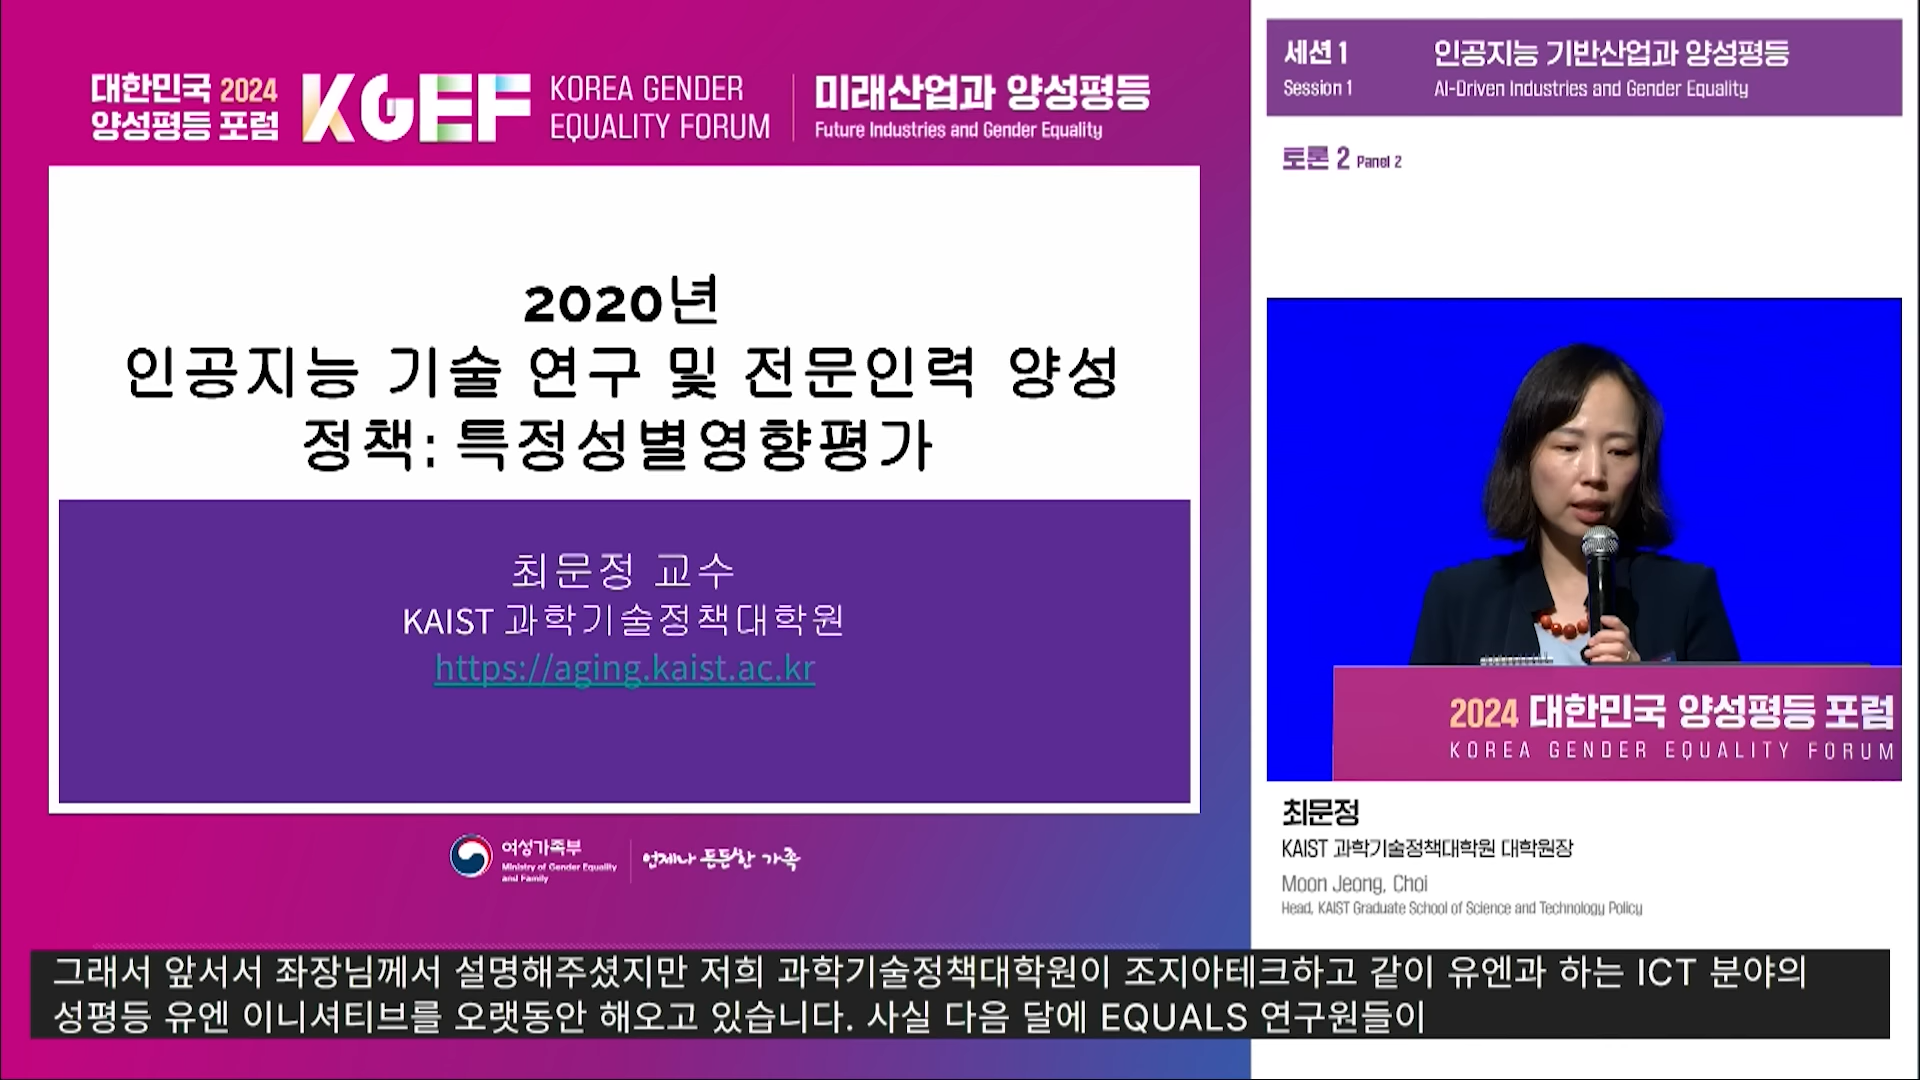 대한민국 2024
양성평등 포럼
KGEF
KOREA GENDER
EQUALITY FORUM
미래산업과 양성평등
Future Industries and Gender Equality
2020년
인공지능 기술 연구 및 전문인력 양성
정책: 특정성별영향평가
최문정 교수
KAIST 과학기술정책대학원
https://aging.kaist.ac.kr
여성가족부
Ministry of Gender Equality
and Family
언제나 든든한 가족
세션 1
인공지능 기반산업과 양성평등
Session 1
AI-Driven Industries and Gender Equality
토론 2 Panel 2
2024 대한민국 양성평등 포럼
KOREA GENDER EQUALITY FORUM
최문정
KAIST 과학기술정책대학원 대학원장
Moon Jeong, Choi
Head, KAIST Graduate School of Science and Technology Policy
그래서 앞서서 좌장님께서 설명해주셨지만 저희 과학기술정책대학원이 조지아테크하고 같이 유엔과 하는 ICT 분야의
성평등 유엔 이니셔티브를 오랫동안 해오고 있습니다. 사실 다음 달에 EQUALS 연구원들이